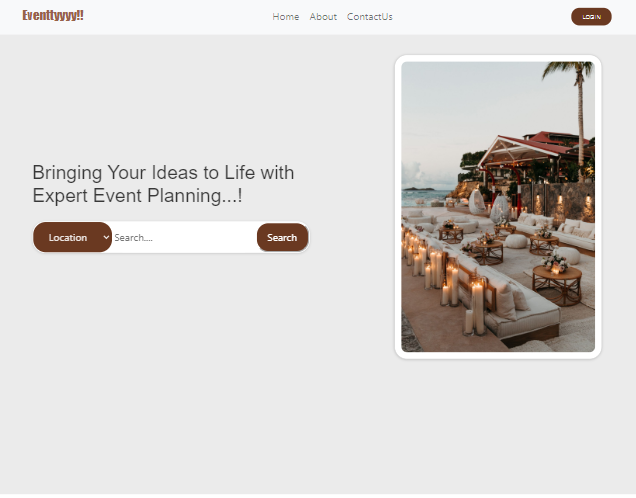 Eventtyyyy!!
Home About ContactUs
LOGIN
Bringing Your Ideas to Life with
Expert Event Planning...!
Location Search.... Search